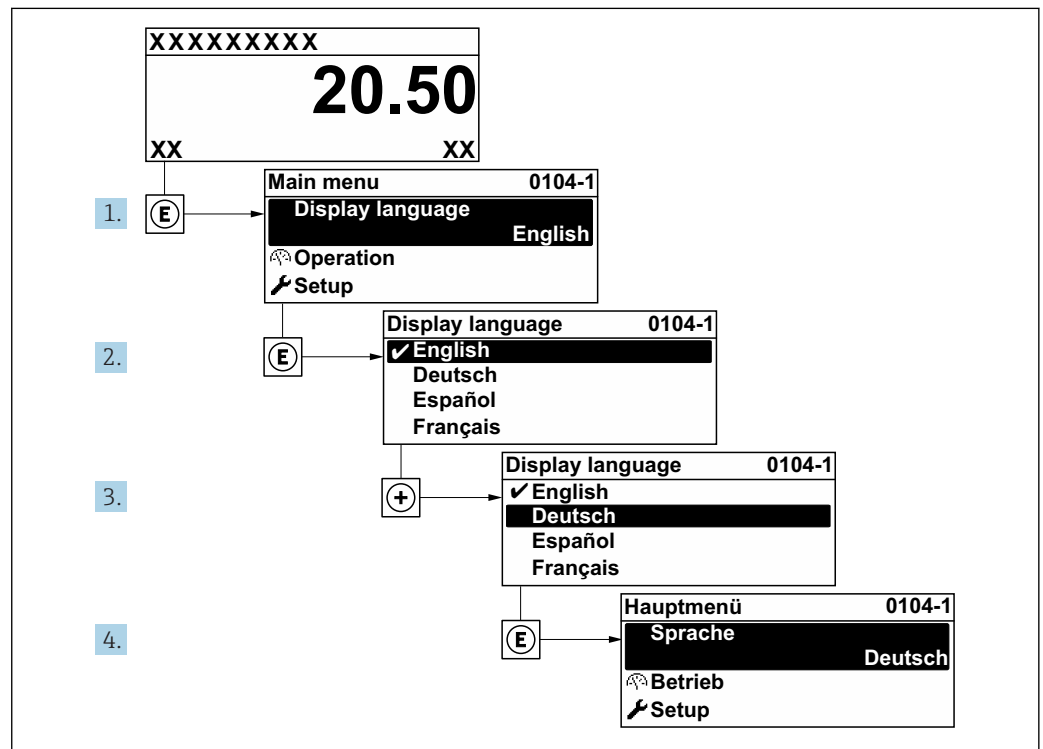 XXXXXXXXX
20.50
XX XX
1.
E
Main menu 0104-1
Display language
English
Operation
Setup
2.
E
Display language 0104-1
✔English
Deutsch
Español
Français
3.
+
Display language 0104-1
✔English
Deutsch
Español
Français
4.
E
Hauptmenü 0104-1
Sprache
Deutsch
Betrieb
Setup